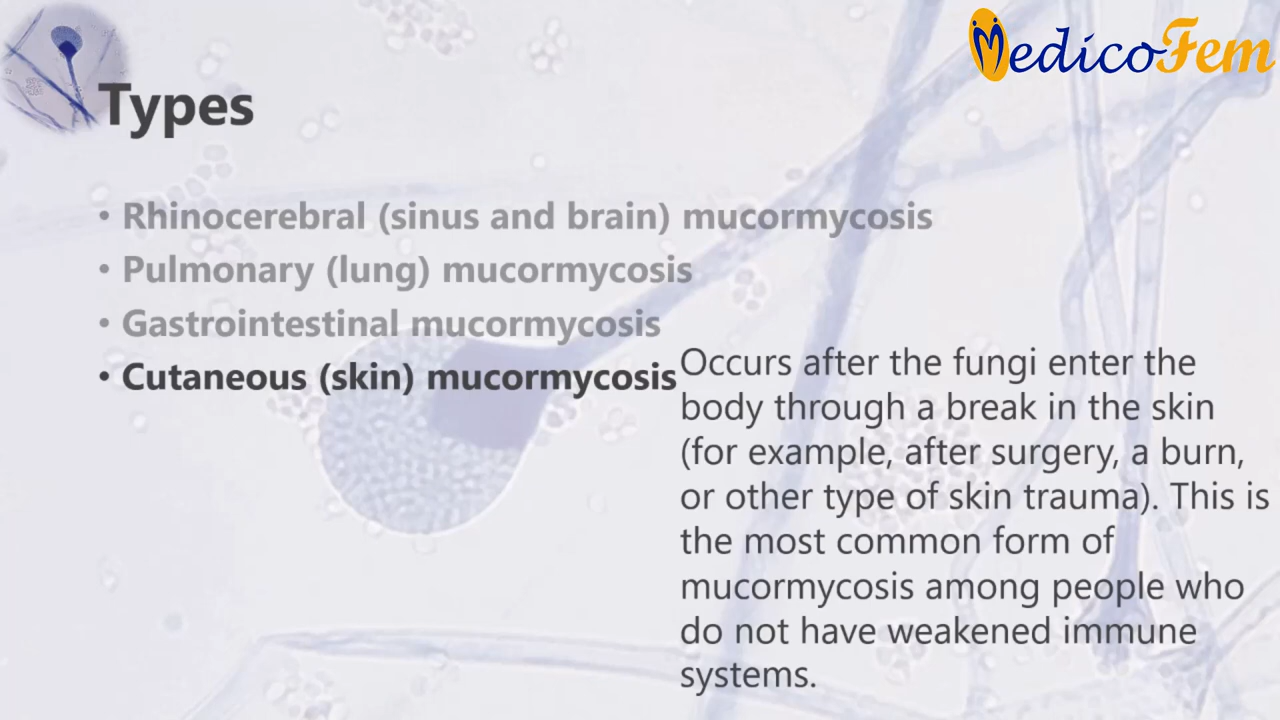 MedicoFem
Types
• Rhinocerebral (sinus and brain) mucormycosis
• Pulmonary (lung) mucormycosis
• Gastrointestinal mucormycosis
• Cutaneous (skin) mucormycosis
Occurs after the fungi enter the
body through a break in the skin
(for example, after surgery, a burn,
or other type of skin trauma). This is
the most common form of
mucormycosis among people who
do not have weakened immune
systems.